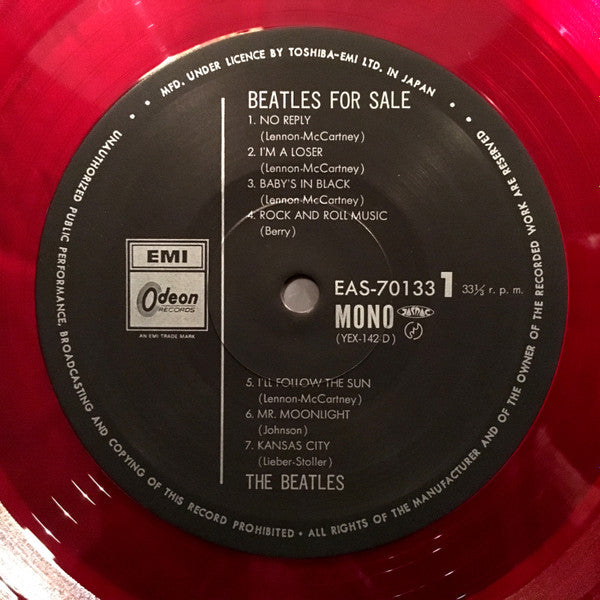 MFD. UNDER LICENCE BY TOSHIBA-EMI LTD. IN JAPAN •
UNAUTHORIZED PUBLIC PERFORMANCE, BROADCASTING AND COPYING OF THIS RECORD PROHIBITED • ALL RIGHTS OF THE MANUFACTURER AND OF THE OWNER OF THE RECORDED WORK ARE RESERVED •
BEATLES FOR SALE
1. NO REPLY
(Lennon-McCartney)
2. I'M A LOSER
(Lennon-McCartney)
3. BABY'S IN BLACK
(Lennon-McCartney)
4. ROCK AND ROLL MUSIC
(Berry)
EMI
Odeon
RECORDS
AN EMI TRADE MARK
EAS-70133 1 33⅓ r. p. m.
MONO JASRAC
(YEX-142-D)
5. I'LL FOLLOW THE SUN
(Lennon-McCartney)
6. MR. MOONLIGHT
(Johnson)
7. KANSAS CITY
(Lieber-Stoller)
THE BEATLES